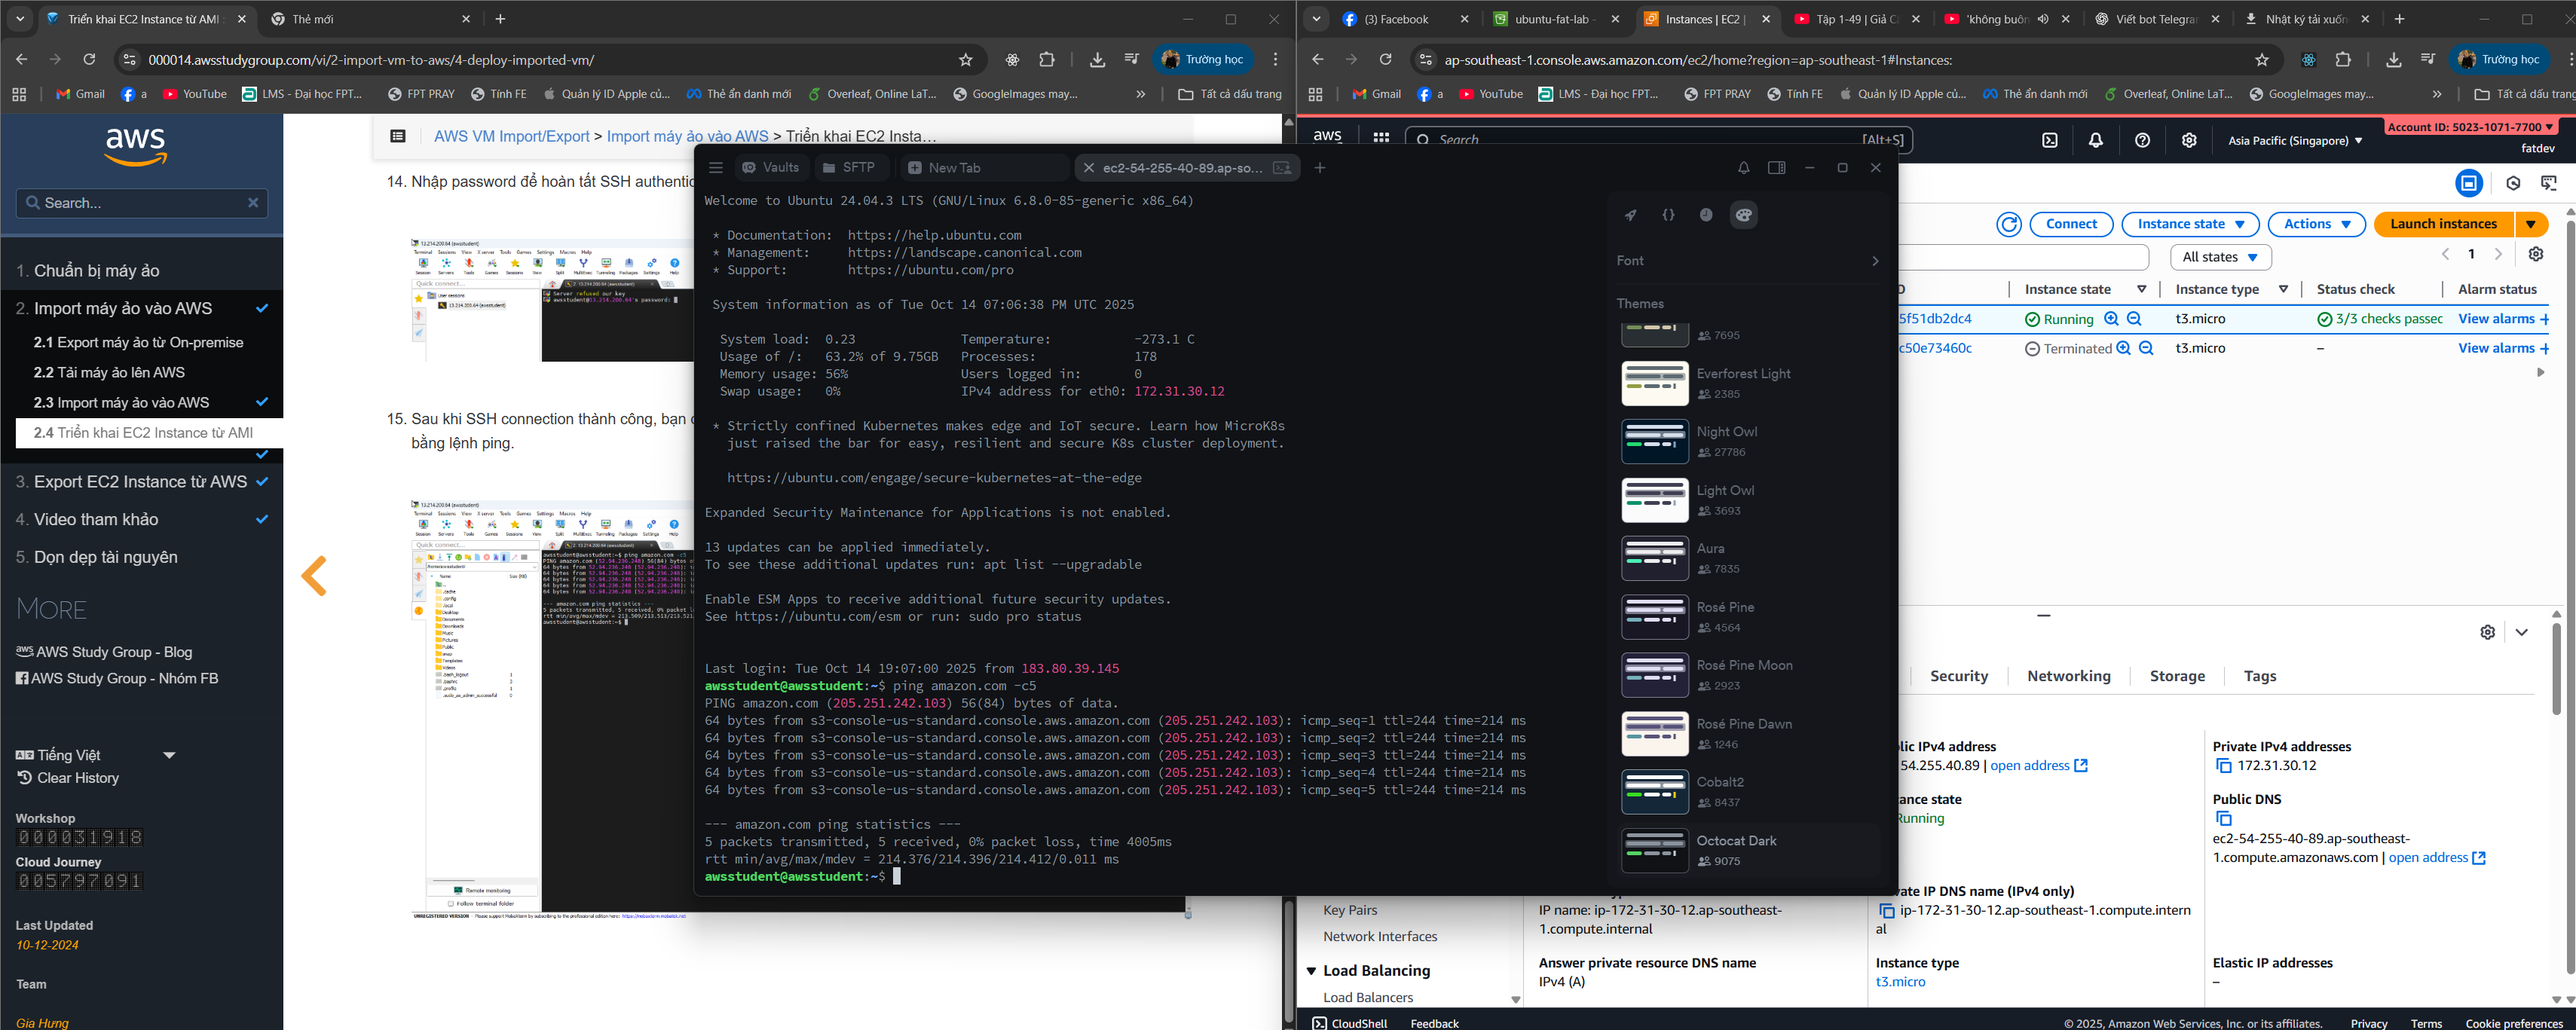 Triển khai EC2 Instance từ AMI
Thẻ mới
000014.awsstudygroup.com/vi/2-import-vm-to-aws/4-deploy-imported-vm/
Trường học
Gmail
a
YouTube
LMS - Đại học FPT...
FPT PRAY
Tính FE
Quản lý ID Apple củ...
Thẻ ẩn danh mới
Overleaf, Online LaT...
GoogleImages may...
Tất cả dấu trang
aws
Search...
1. Chuẩn bị máy ảo
2. Import máy ảo vào AWS
2.1 Export máy ảo từ On-premise
2.2 Tải máy ảo lên AWS
2.3 Import máy ảo vào AWS
2.4 Triển khai EC2 Instance từ AMI
3. Export EC2 Instance từ AWS
4. Video tham khảo
5. Dọn dẹp tài nguyên
MORE
AWS Study Group - Blog
AWS Study Group - Nhóm FB
Tiếng Việt
Clear History
Workshop
000031918
Cloud Journey
005797091
Last Updated
10-12-2024
Team
Gia Hưng
AWS VM Import/Export > Import máy ảo vào AWS > Triển khai EC2 Insta...
14. Nhập password để hoàn tất SSH authentic
15. Sau khi SSH connection thành công, bạn c
bằng lệnh ping.
Vaults
SFTP
New Tab
ec2-54-255-40-89.ap-so...
Welcome to Ubuntu 24.04.3 LTS (GNU/Linux 6.8.0-85-generic x86_64)
* Documentation: https://help.ubuntu.com
* Management: https://landscape.canonical.com
* Support: https://ubuntu.com/pro
System information as of Tue Oct 14 07:06:38 PM UTC 2025
System load: 0.23 Temperature: -273.1 C
Usage of /: 63.2% of 9.75GB Processes: 178
Memory usage: 56% Users logged in: 0
Swap usage: 0% IPv4 address for eth0: 172.31.30.12
* Strictly confined Kubernetes makes edge and IoT secure. Learn how MicroK8s
just raised the bar for easy, resilient and secure K8s cluster deployment.
https://ubuntu.com/engage/secure-kubernetes-at-the-edge
Expanded Security Maintenance for Applications is not enabled.
13 updates can be applied immediately.
To see these additional updates run: apt list --upgradable
Enable ESM Apps to receive additional future security updates.
See https://ubuntu.com/esm or run: sudo pro status
Last login: Tue Oct 14 19:07:00 2025 from 183.80.39.145
awsstudent@awsstudent:~$ ping amazon.com -c5
PING amazon.com (205.251.242.103) 56(84) bytes of data.
64 bytes from s3-console-us-standard.console.aws.amazon.com (205.251.242.103): icmp_seq=1 ttl=244 time=214 ms
64 bytes from s3-console-us-standard.console.aws.amazon.com (205.251.242.103): icmp_seq=2 ttl=244 time=214 ms
64 bytes from s3-console-us-standard.console.aws.amazon.com (205.251.242.103): icmp_seq=3 ttl=244 time=214 ms
64 bytes from s3-console-us-standard.console.aws.amazon.com (205.251.242.103): icmp_seq=4 ttl=244 time=214 ms
64 bytes from s3-console-us-standard.console.aws.amazon.com (205.251.242.103): icmp_seq=5 ttl=244 time=214 ms
--- amazon.com ping statistics ---
5 packets transmitted, 5 received, 0% packet loss, time 4005ms
rtt min/avg/max/mdev = 214.376/214.396/214.412/0.011 ms
awsstudent@awsstudent:~$
Font
Themes
7695
Everforest Light
2385
Night Owl
27786
Light Owl
3693
Aura
7835
Rosé Pine
4564
Rosé Pine Moon
2923
Rosé Pine Dawn
1246
Cobalt2
8437
Octocat Dark
9075
(3) Facebook
ubuntu-fat-lab -
Instances | EC2 |
Tập 1-49 | Giả C
'không buôn
Viết bot Telegra
Nhật ký tải xuốn
ap-southeast-1.console.aws.amazon.com/ec2/home?region=ap-southeast-1#Instances:
Trường học
Gmail
a
YouTube
LMS - Đại học FPT...
FPT PRAY
Tính FE
Quản lý ID Apple củ...
Thẻ ẩn danh mới
Overleaf, Online LaT...
GoogleImages may...
Tất cả dấu trang
aws
Search
[Alt+S]
Asia Pacific (Singapore)
Account ID: 5023-1071-7700
fatdev
Connect
Instance state
Actions
Launch instances
All states
1
Instance state
Instance type
Status check
Alarm status
5f51db2dc4
Running
t3.micro
3/3 checks passec
View alarms +
c50e73460c
Terminated
t3.micro
–
View alarms +
Security
Networking
Storage
Tags
lic IPv4 address
54.255.40.89 | open address
Private IPv4 addresses
172.31.30.12
ance state
Running
Public DNS
ec2-54-255-40-89.ap-southeast-
1.compute.amazonaws.com | open address
Key Pairs
Network Interfaces
Load Balancing
Load Balancers
IP name: ip-172-31-30-12.ap-southeast-
1.compute.internal
vate IP DNS name (IPv4 only)
ip-172-31-30-12.ap-southeast-1.compute.intern
al
Answer private resource DNS name
IPv4 (A)
Instance type
t3.micro
Elastic IP addresses
–
CloudShell
Feedback
© 2025, Amazon Web Services, Inc. or its affiliates.
Privacy
Terms
Cookie preferences